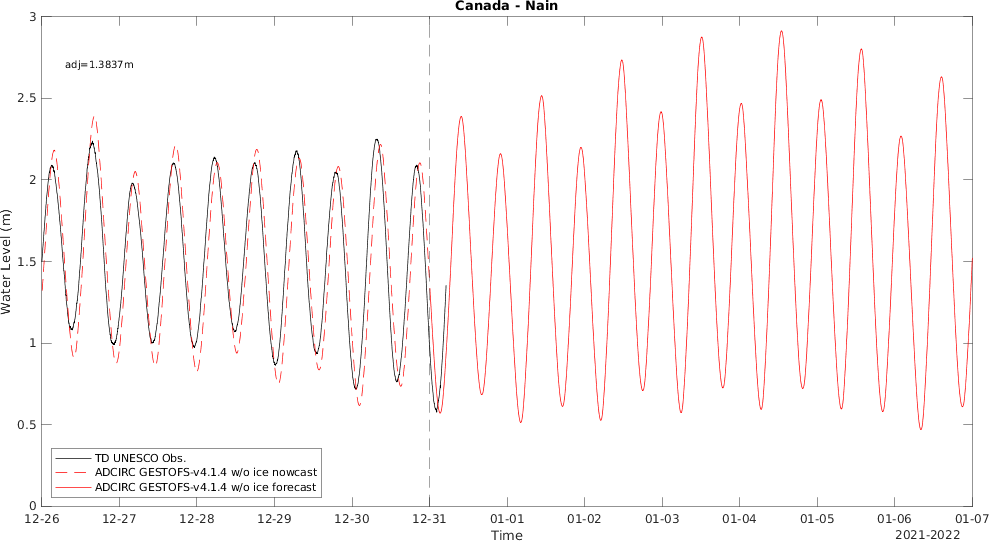 Canada - Nain
adj=1.3837m
Water Level (m)
3
2.5
2
1.5
1
0.5
0
TD UNESCO Obs.
ADCIRC GESTOFS-v4.1.4 w/o ice nowcast
ADCIRC GESTOFS-v4.1.4 w/o ice forecast
12-26 12-27 12-28 12-29 12-30 12-31 01-01 01-02 01-03 01-04 01-05 01-06 01-07
Time
2021-2022